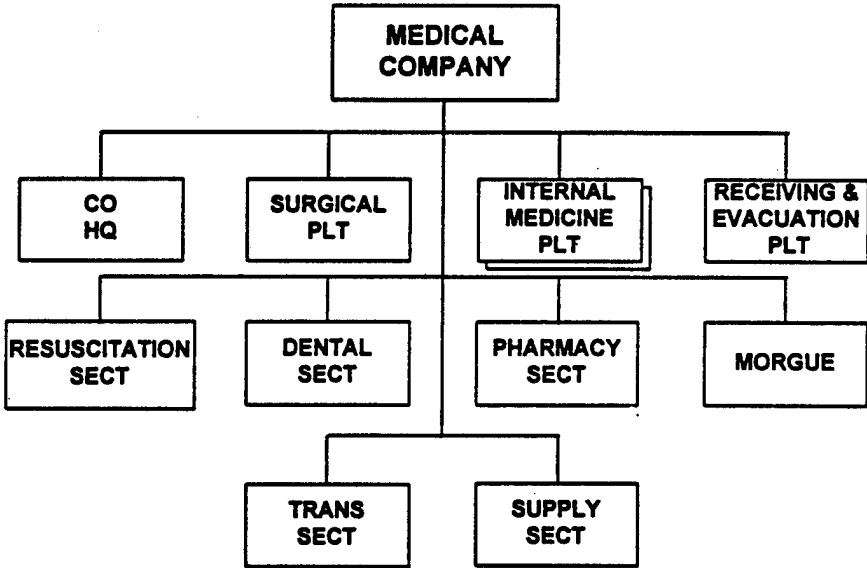 MEDICAL
COMPANY
CO
HQ
SURGICAL
PLT
INTERNAL
MEDICINE
PLT
RECEIVING &
EVACUATION
PLT
RESUSCITATION
SECT
DENTAL
SECT
PHARMACY
SECT
MORGUE
TRANS
SECT
SUPPLY
SECT